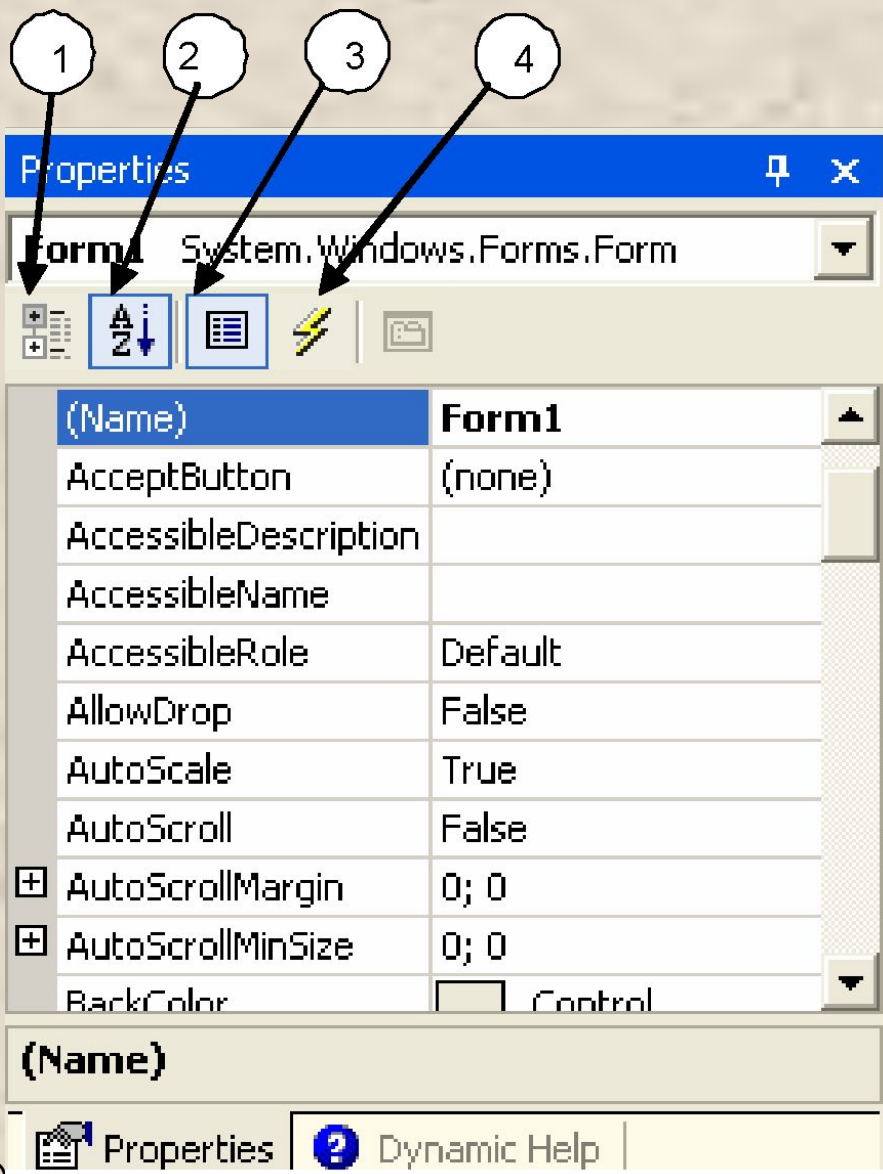 1 2 3 4
Properties
Form1 System.Windows.Forms.Form
A
Z
(Name) Form1
AcceptButton (none)
AccessibleDescription
AccessibleName
AccessibleRole Default
AllowDrop False
AutoScale True
AutoScroll False
AutoScrollMargin 0; 0
AutoScrollMinSize 0; 0
BackColor Control
(Name)
Properties ? Dynamic Help